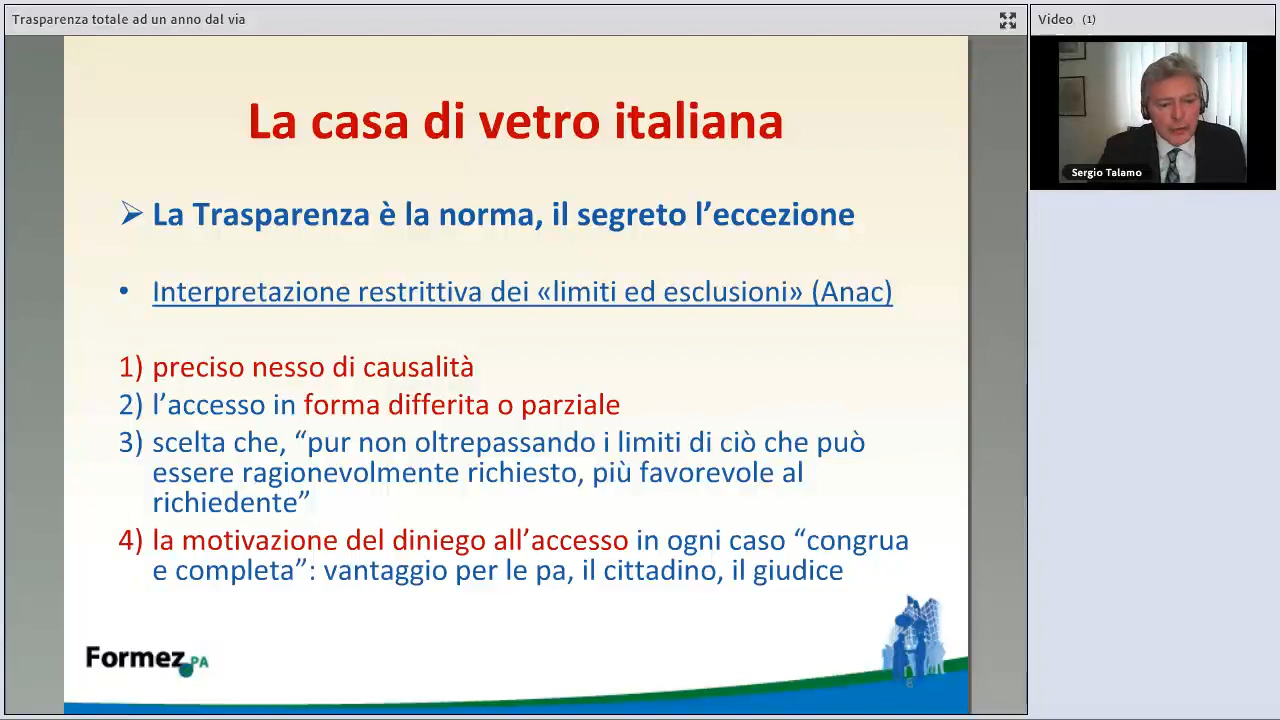 Trasparenza totale ad un anno dal via
Video (1)
Sergio Talamo
La casa di vetro italiana
➢ La Trasparenza è la norma, il segreto l’eccezione
• Interpretazione restrittiva dei «limiti ed esclusioni» (Anac)
1) preciso nesso di causalità
2) l’accesso in forma differita o parziale
3) scelta che, “pur non oltrepassando i limiti di ciò che può
essere ragionevolmente richiesto, più favorevole al
richiedente”
4) la motivazione del diniego all’accesso in ogni caso “congrua
e completa”: vantaggio per le pa, il cittadino, il giudice
Formez PA
8